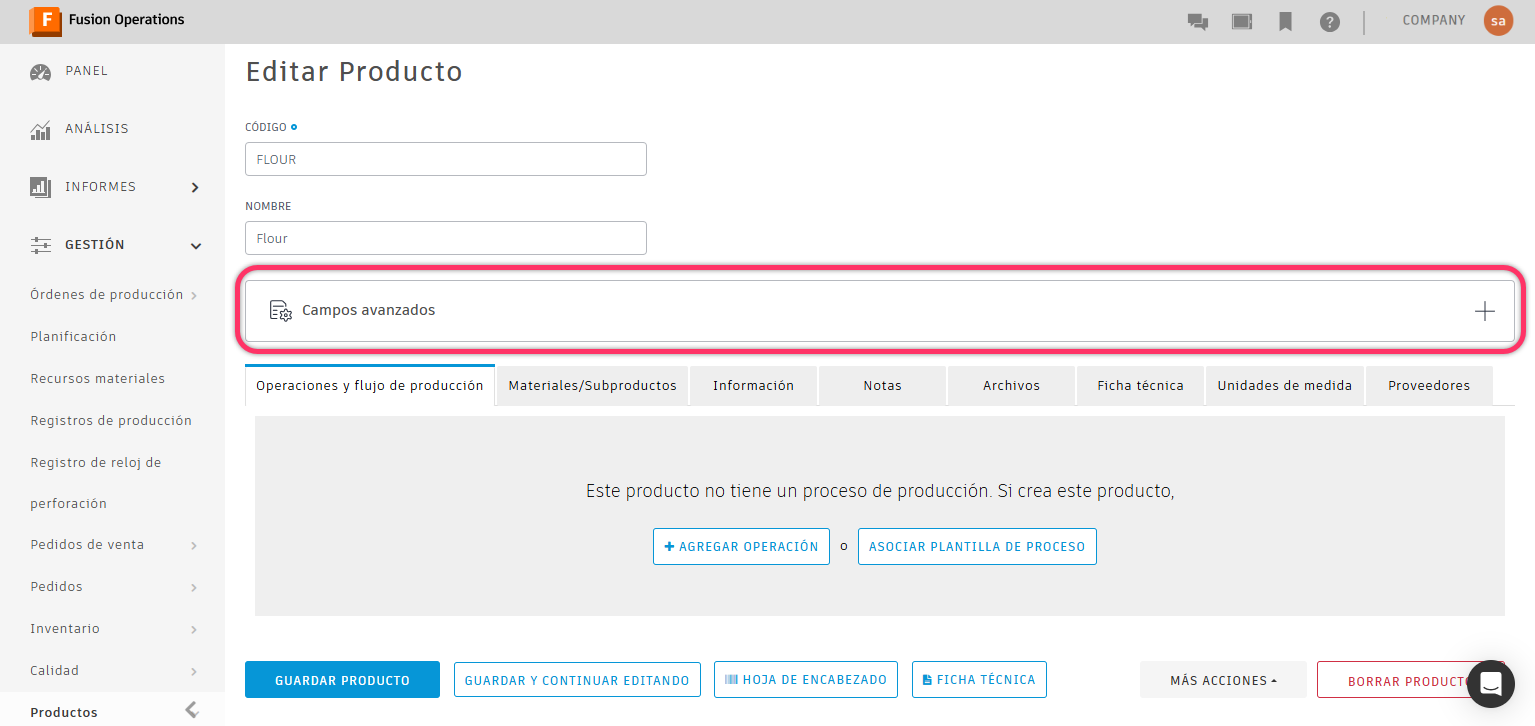 F Fusion Operations
COMPANY
sa
PANEL
ANÁLISIS
INFORMES
GESTIÓN
Órdenes de producción
Planificación
Recursos materiales
Registros de producción
Registro de reloj de
perforación
Pedidos de venta
Pedidos
Inventario
Calidad
Productos
Editar Producto
CÓDIGO
FLOUR
NOMBRE
Flour
Campos avanzados
Operaciones y flujo de producción
Materiales/Subproductos
Información
Notas
Archivos
Ficha técnica
Unidades de medida
Proveedores
Este producto no tiene un proceso de producción. Si crea este producto,
AGREGAR OPERACIÓN o ASOCIAR PLANTILLA DE PROCESO
GUARDAR PRODUCTO
GUARDAR Y CONTINUAR EDITANDO
HOJA DE ENCABEZADO
FICHA TÉCNICA
MÁS ACCIONES
BORRAR PRODUCTO